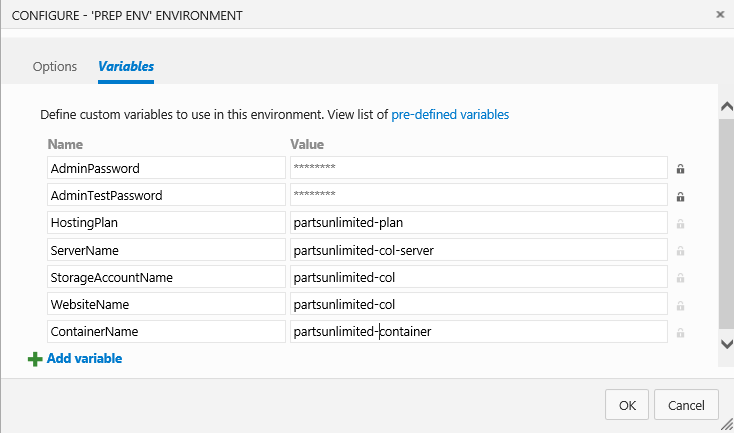 CONFIGURE - 'PREP ENV' ENVIRONMENT
Options Variables
Define custom variables to use in this environment. View list of pre-defined variables
Name Value
AdminPassword ********
AdminTestPassword ********
HostingPlan partsunlimited-plan
ServerName partsunlimited-col-server
StorageAccountName partsunlimited-col
WebsiteName partsunlimited-col
ContainerName partsunlimited-container
Add variable
OK Cancel